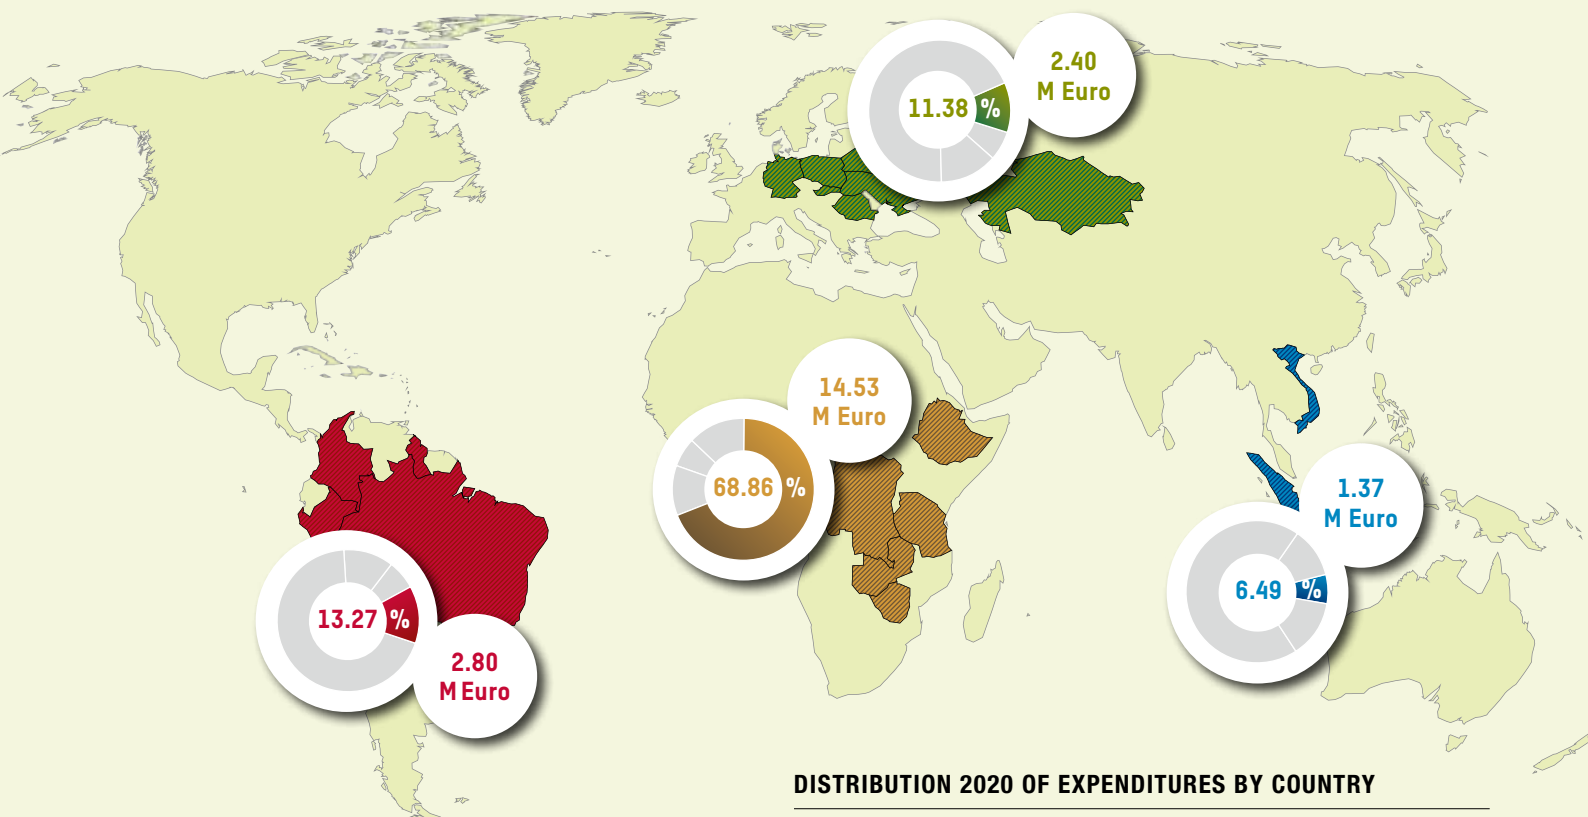 2.40
M Euro
11.38 %
14.53
M Euro
68.86 %
1.37
M Euro
6.49 %
13.27 %
2.80
M Euro
DISTRIBUTION 2020 OF EXPENDITURES BY COUNTRY